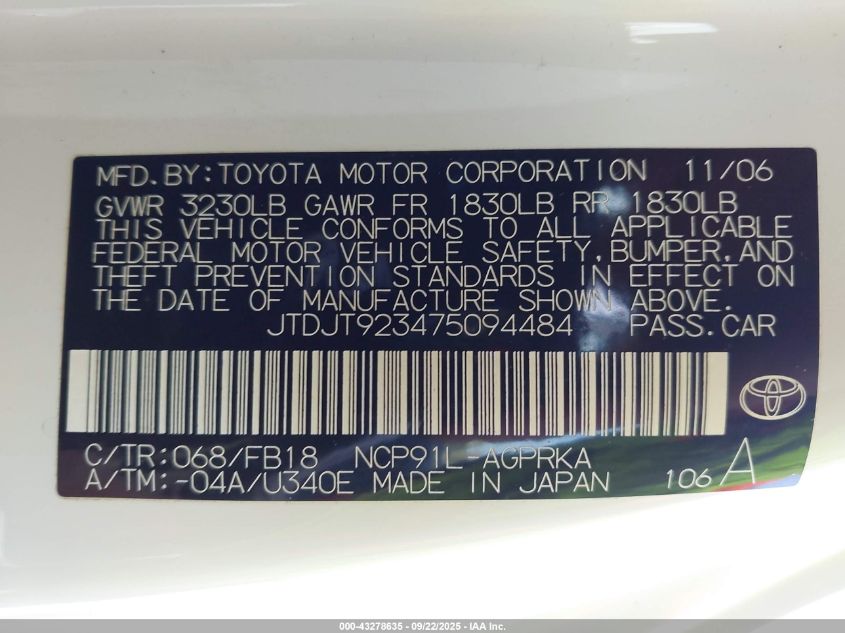 MFD.BY:TOYOTA MOTOR CORPORATION 11/06
GVWR 3230LB GAWR FR 1830LB RR 1830LB
THIS VEHICLE CONFORMS TO ALL APPLICABLE
FEDERAL MOTOR VEHICLE SAFETY,BUMPER,AND
THEFT PREVENTION STANDARDS IN EFFECT ON
THE DATE OF MANUFACTURE SHOWN ABOVE.
JTDJT923475094484 PASS.CAR
C/TR:068/FB18 NCP91L-AGPRKA
A/TM:-04A/U340E MADE IN JAPAN 106 A
000-43278635 - 09/22/2025 - IAA Inc.